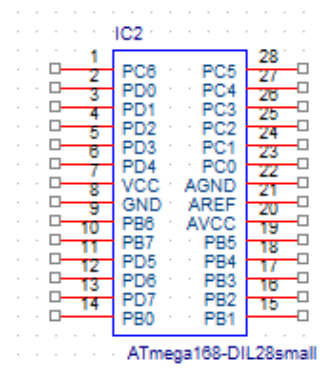 IC2
1 PC6 PC5 28
2 PD0 PC4 27
3 PD1 PC3 26
4 PD2 PC2 25
5 PD3 PC1 24
6 PD4 PC0 23
7 VCC AGND 22
8 GND AREF 21
9 PB6 AVCC 20
10 PB7 PB5 19
11 PD5 PB4 18
12 PD6 PB3 17
13 PD7 PB2 16
14 PB0 PB1 15
ATmega168-DIL28small